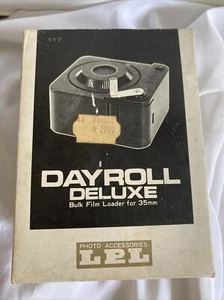 DAYROLL
DELUXE
Bulk Film Loader for 35mm
PHOTO ACCESSORIES
LPL